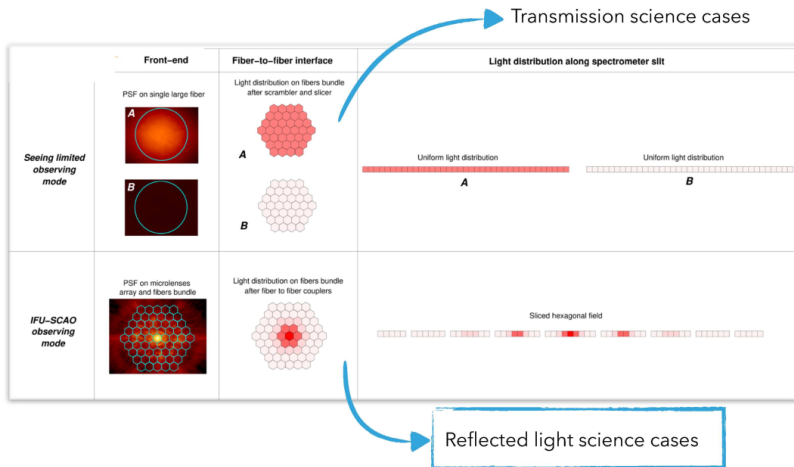 Transmission science cases
Front-end
Fiber-to-fiber interface
Light distribution along spectrometer slit
Seeing limited
observing
mode
PSF on single large fiber
A
B
Light distribution on fibers bundle
after scrambler and slicer
A
B
Uniform light distribution
A
Uniform light distribution
B
IFU-SCAO
observing
mode
PSF on microlenses
array and fibers bundle
Light distribution on fibers bundle
after fiber to fiber couplers
Sliced hexagonal field
Reflected light science cases